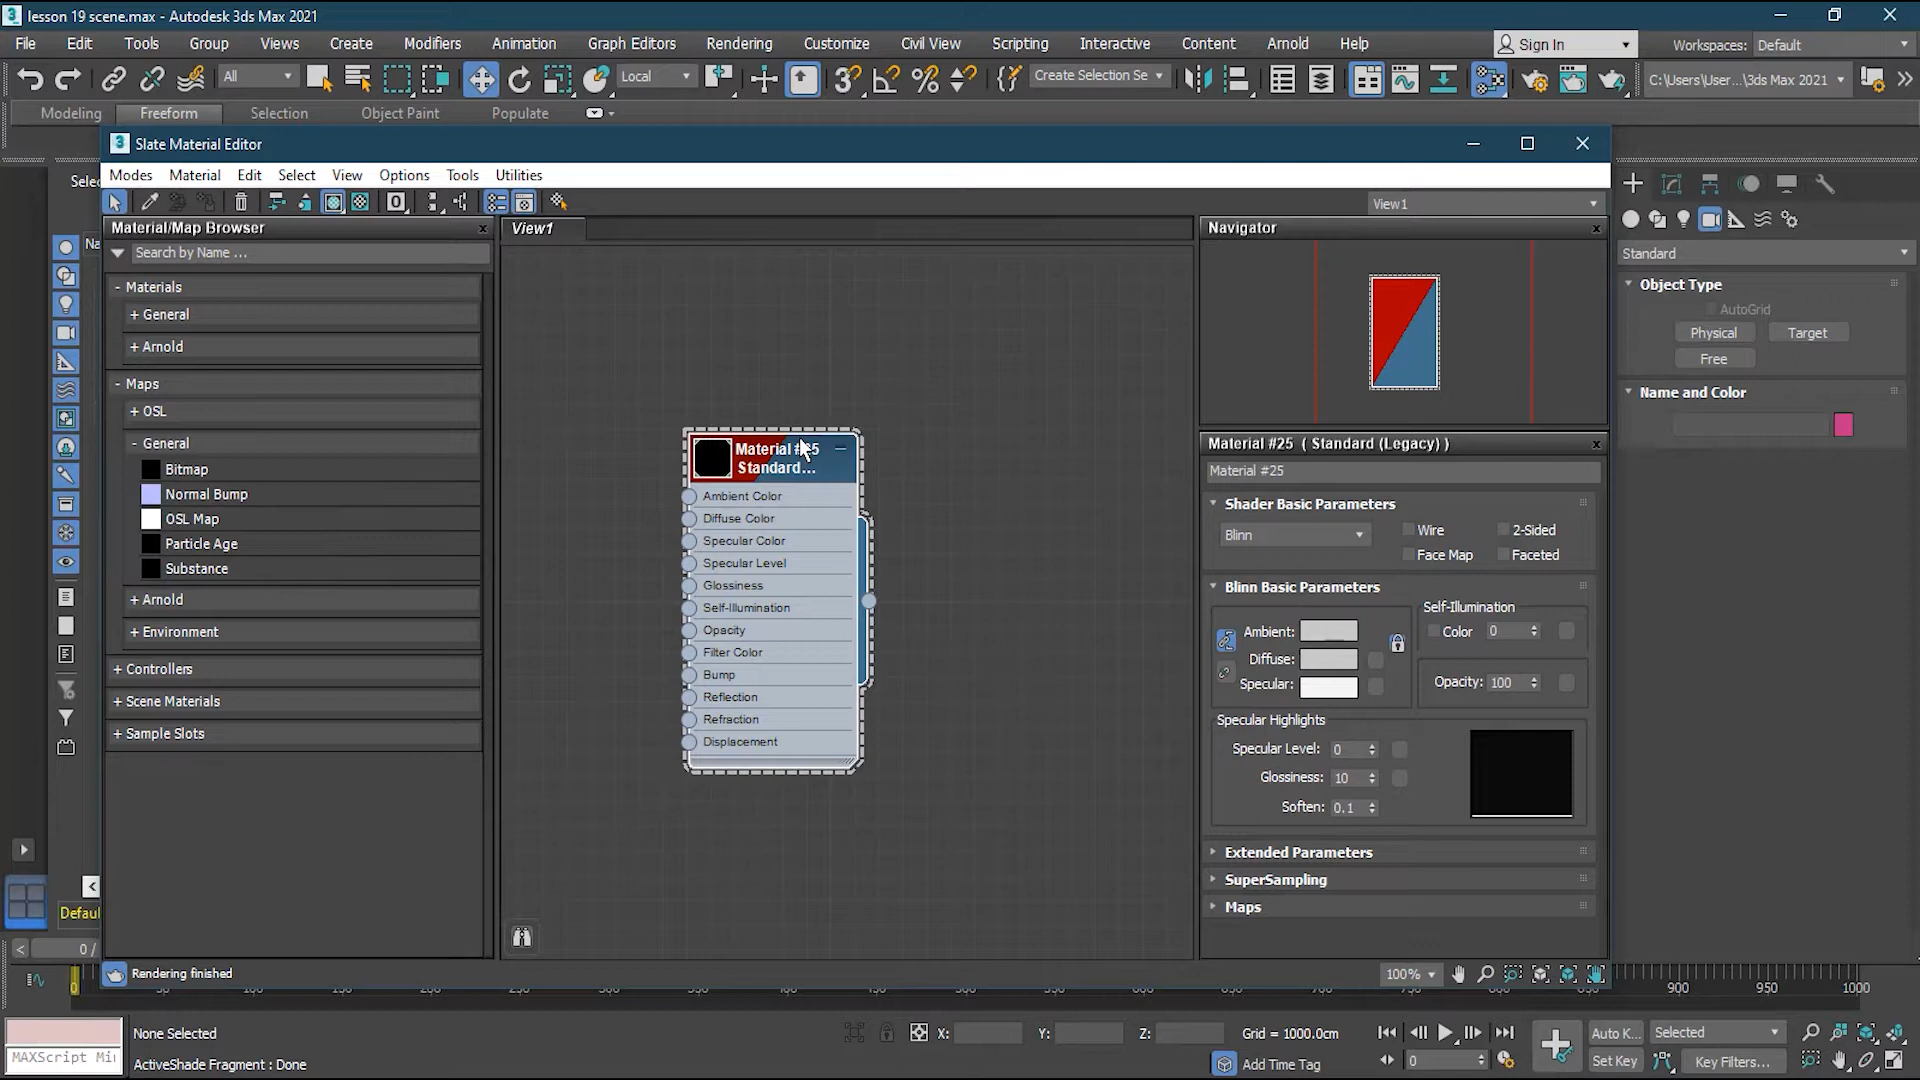 lesson 19 scene.max - Autodesk 3ds Max 2021
File Edit Tools Group Views Create Modifiers Animation Graph Editors Rendering Customize Civil View Scripting Interactive Content Arnold Help Sign In Workspaces: Default
All Local Create Selection Se C:\Users\User ...\3ds Max 2021
Modeling Freeform Selection Object Paint Populate
Slate Material Editor
Modes Material Edit Select View Options Tools Utilities
View1
Material/Map Browser
Search by Name ...
- Materials
+ General
+ Arnold
- Maps
+ OSL
- General
Bitmap
Normal Bump
OSL Map
Particle Age
Substance
+ Arnold
+ Environment
+ Controllers
+ Scene Materials
+ Sample Slots
View1
Standard...
Ambient Color
Diffuse Color
Specular Color
Specular Level
Glossiness
Self-Illumination
Opacity
Filter Color
Bump
Reflection
Refraction
Displacement
Navigator
Material #25 ( Standard (Legacy) )
Material #25
Shader Basic Parameters
Blinn Wire 2-Sided
Face Map Faceted
Blinn Basic Parameters
Self-Illumination
Ambient: Color 0
Diffuse:
Specular: Opacity: 100
Specular Highlights
Specular Level: 0
Glossiness: 10
Soften: 0.1
Extended Parameters
SuperSampling
Maps
Standard
Object Type
AutoGrid
Physical Target
Free
Name and Color
Rendering finished
100%
0 /
900 950 1000
None Selected
X: Y: Z: Grid = 1000.0cm
Auto K... Selected
MAXScript Mi
ActiveShade Fragment : Done
Add Time Tag
0
Set Key Key Filters...